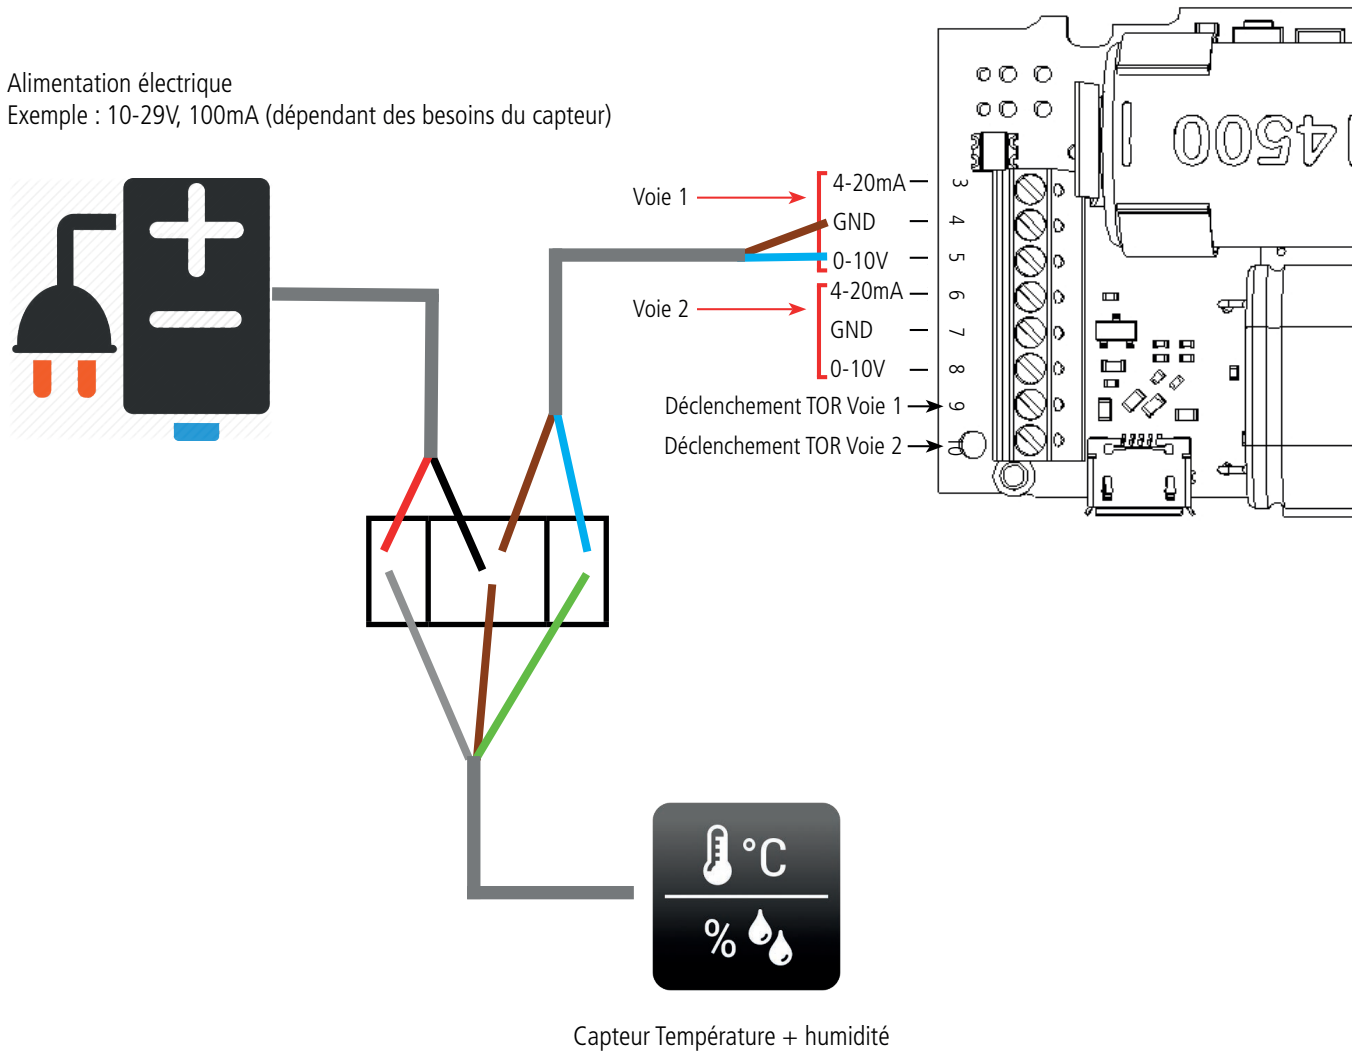 Alimentation électrique
Exemple : 10-29V, 100mA (dépendant des besoins du capteur)
Voie 1
4-20mA
GND
0-10V
Voie 2
4-20mA
GND
0-10V
Déclenchement TOR Voie 1
Déclenchement TOR Voie 2
3
4
5
6
7
8
9
10
14500
°C
%
Capteur Température + humidité